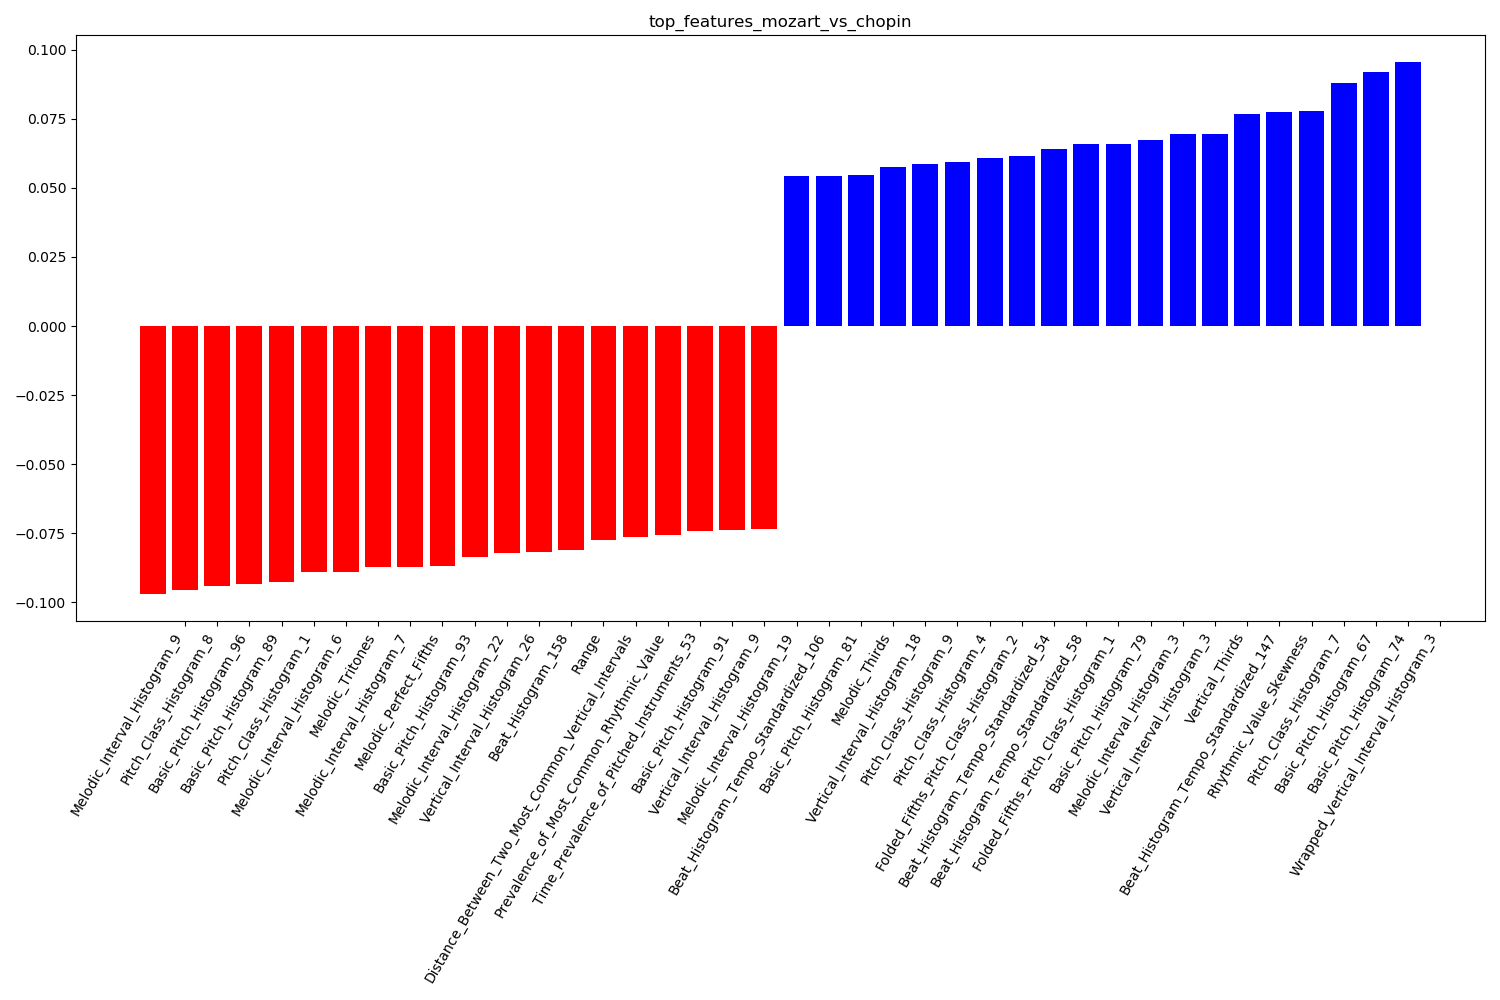 top_features_mozart_vs_chopin
0.100
0.075
0.050
0.025
0.000
−0.025
−0.050
−0.075
−0.100
Melodic_Interval_Histogram_9
Pitch_Class_Histogram_8
Basic_Pitch_Histogram_96
Basic_Pitch_Histogram_89
Pitch_Class_Histogram_1
Melodic_Interval_Histogram_6
Melodic_Tritones
Melodic_Interval_Histogram_7
Melodic_Perfect_Fifths
Basic_Pitch_Histogram_93
Melodic_Interval_Histogram_22
Vertical_Interval_Histogram_26
Beat_Histogram_158
Range
Distance_Between_Two_Most_Common_Vertical_Intervals
Prevalence_of_Most_Common_Rhythmic_Value
Time_Prevalence_of_Pitched_Instruments_53
Basic_Pitch_Histogram_91
Vertical_Interval_Histogram_9
Melodic_Interval_Histogram_19
Beat_Histogram_Tempo_Standardized_106
Basic_Pitch_Histogram_81
Melodic_Thirds
Vertical_Interval_Histogram_18
Pitch_Class_Histogram_9
Pitch_Class_Histogram_4
Folded_Fifths_Pitch_Class_Histogram_2
Beat_Histogram_Tempo_Standardized_54
Beat_Histogram_Tempo_Standardized_58
Folded_Fifths_Pitch_Class_Histogram_1
Basic_Pitch_Histogram_79
Melodic_Interval_Histogram_3
Vertical_Interval_Histogram_3
Vertical_Thirds
Beat_Histogram_Tempo_Standardized_147
Rhythmic_Value_Skewness
Pitch_Class_Histogram_7
Basic_Pitch_Histogram_67
Basic_Pitch_Histogram_74
Wrapped_Vertical_Interval_Histogram_3